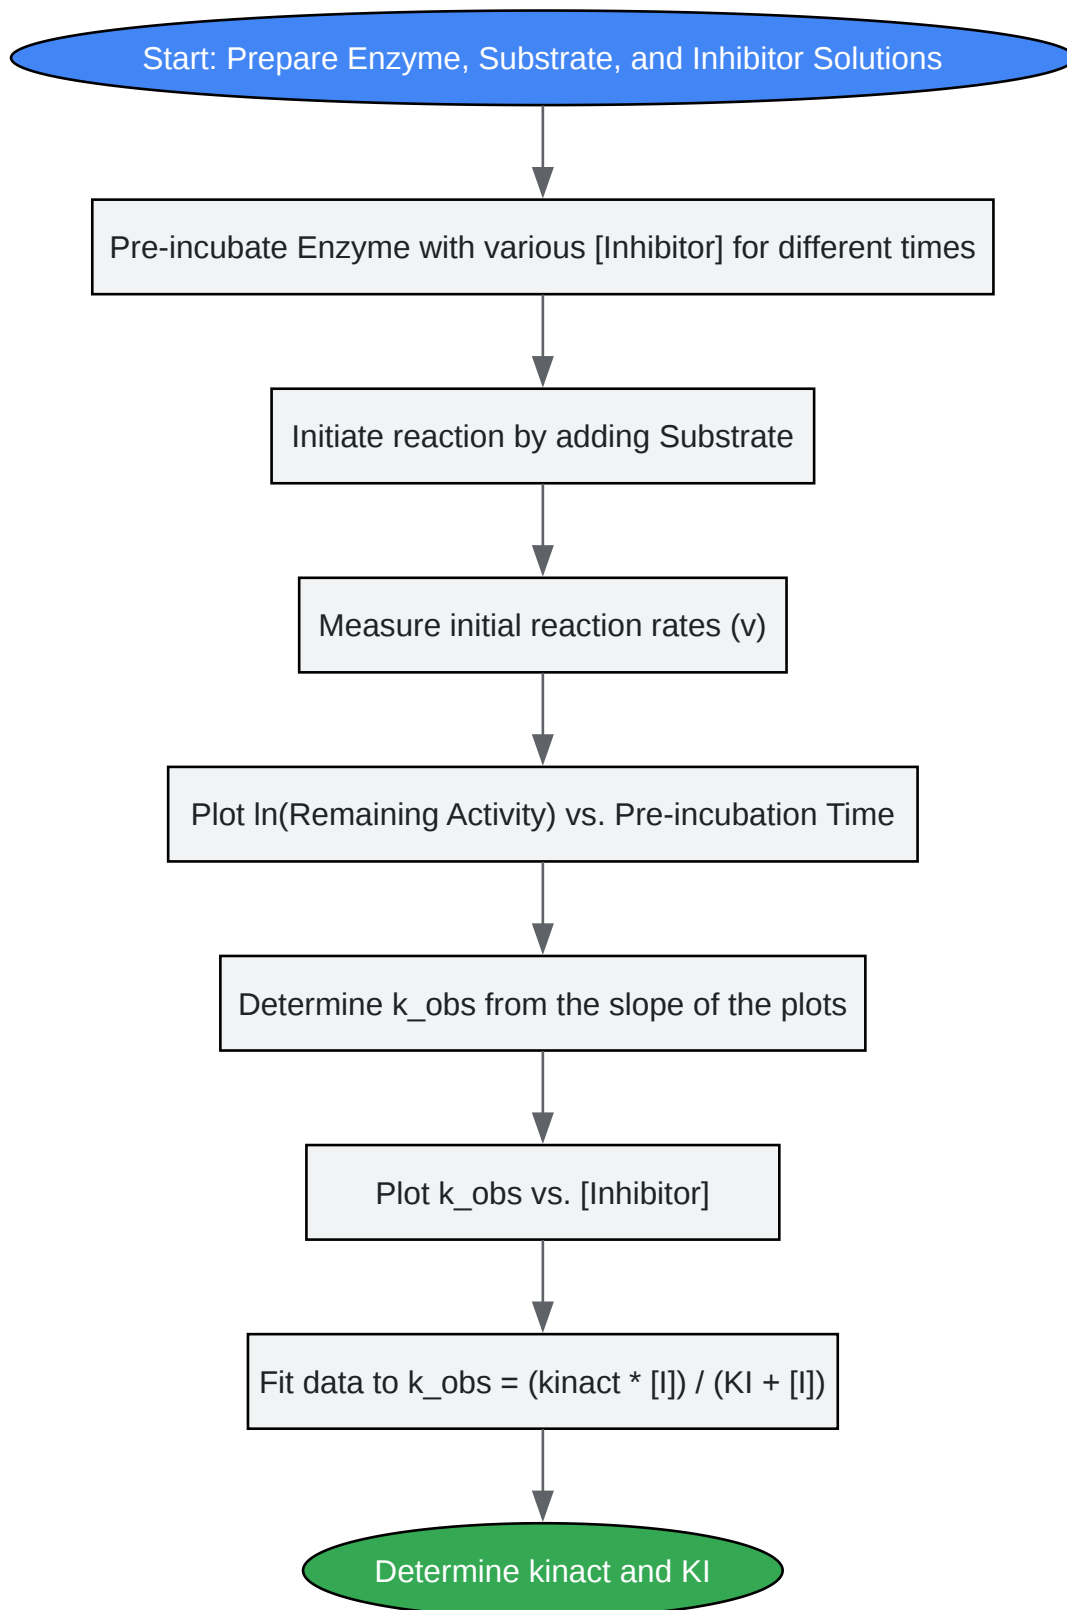 Start: Prepare Enzyme, Substrate, and Inhibitor Solutions
Pre-incubate Enzyme with various [Inhibitor] for different times
Initiate reaction by adding Substrate
Measure initial reaction rates (v)
Plot ln(Remaining Activity) vs. Pre-incubation Time
Determine k_obs from the slope of the plots
Plot k_obs vs. [Inhibitor]
Fit data to k_obs = (kinact * [I]) / (KI + [I])
Determine kinact and KI